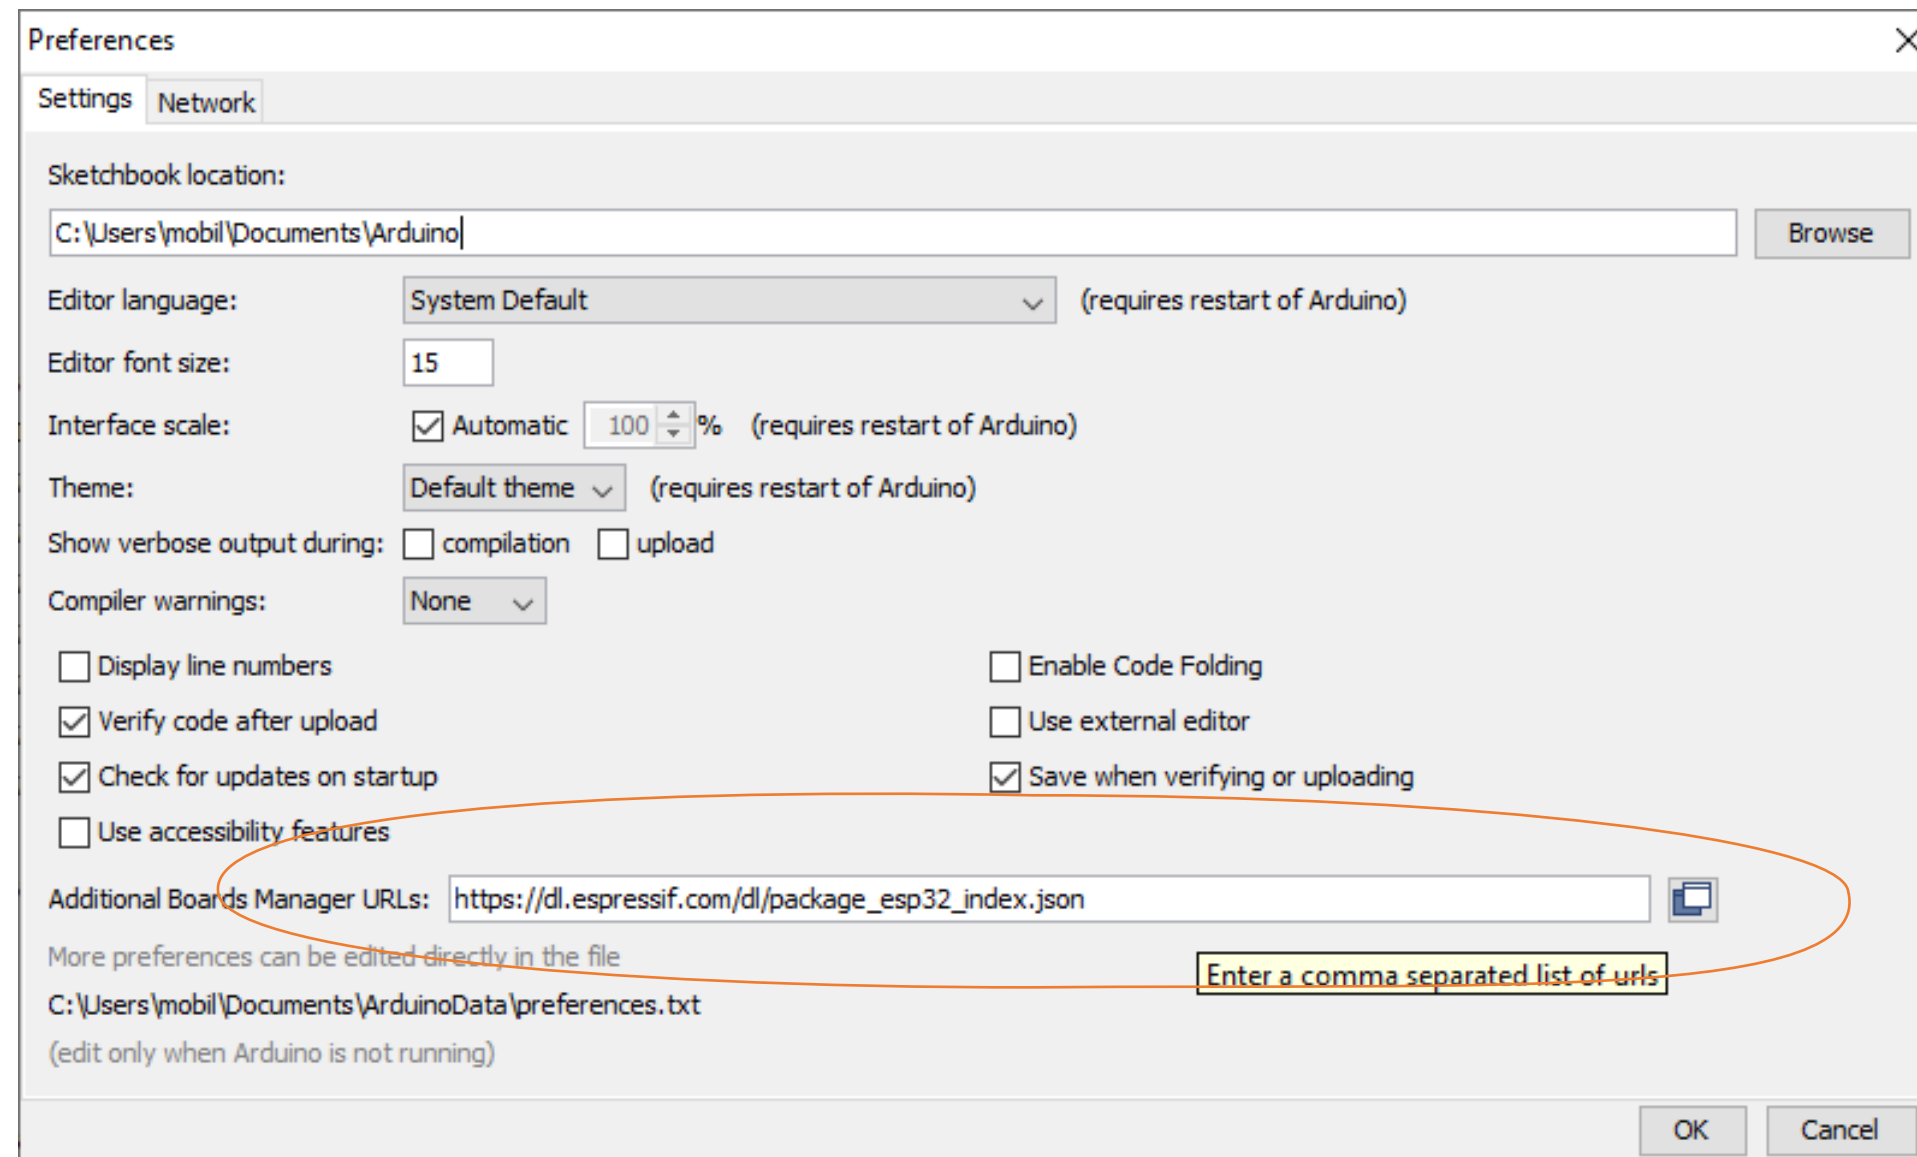 Preferences
Settings Network
Sketchbook location:
C:\Users\mobil\Documents\Arduino Browse
Editor language: System Default (requires restart of Arduino)
Editor font size: 15
Interface scale: Automatic 100 % (requires restart of Arduino)
Theme: Default theme (requires restart of Arduino)
Show verbose output during: compilation upload
Compiler warnings: None
Display line numbers Enable Code Folding
Verify code after upload Use external editor
Check for updates on startup Save when verifying or uploading
Use accessibility features
Additional Boards Manager URLs: https://dl.espressif.com/dl/package_esp32_index.json
More preferences can be edited directly in the file
Enter a comma separated list of urls
C:\Users\mobil\Documents\ArduinoData\preferences.txt
(edit only when Arduino is not running)
OK Cancel